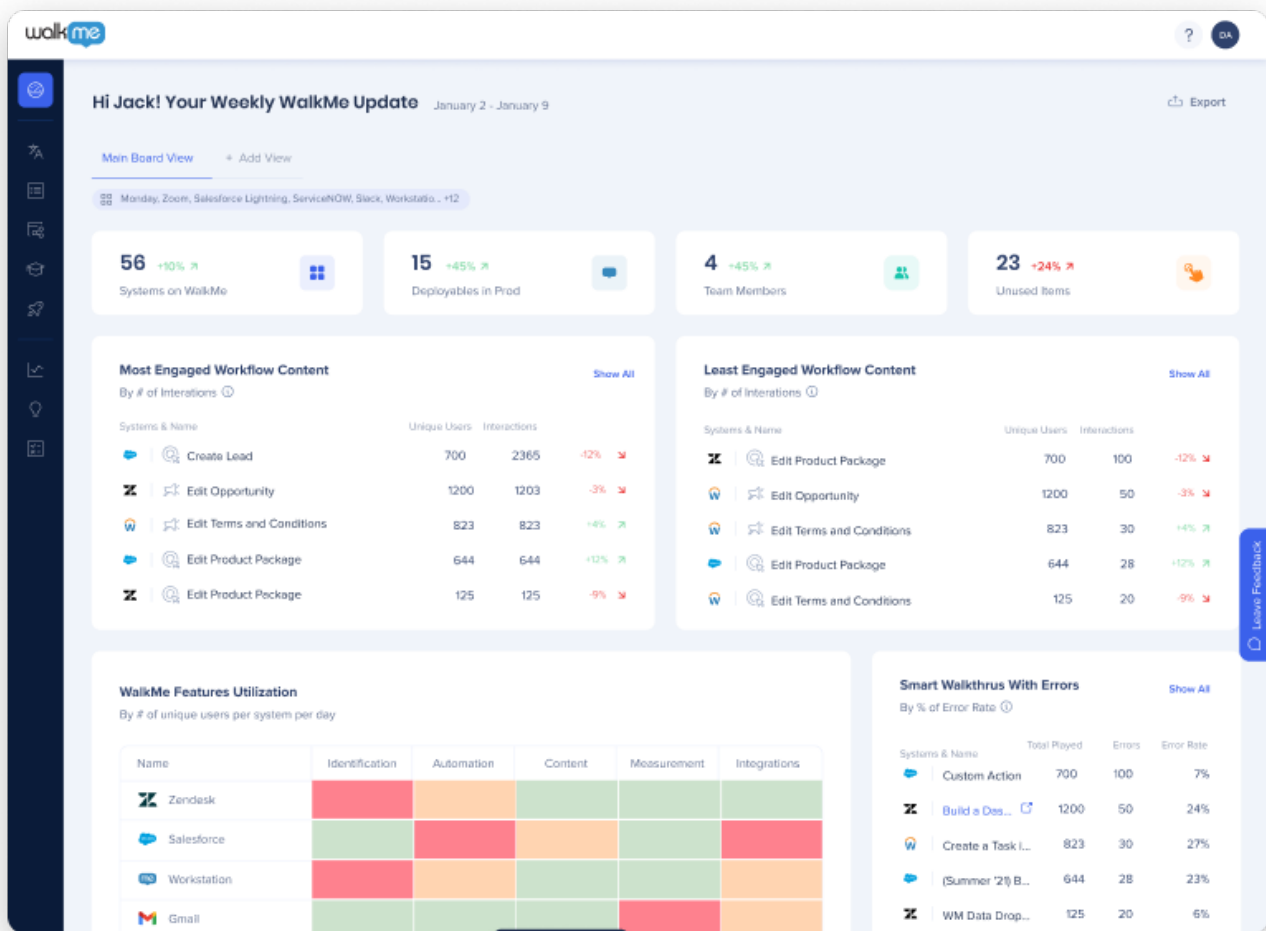 walkme
? DA
Hi Jack! Your Weekly WalkMe Update January 2 - January 9
Export
Main Board View + Add View
Monday, Zoom, Salesforce Lightning, ServiceNOW, Slack, Workstatio... +12
56 +10%
Systems on WalkMe
15 +45%
Deployables in Prod
4 +45%
Team Members
23 +24%
Unused Items
Most Engaged Workflow Content
Show All
By # of Interations
Systems & Name Unique Users Interactions
Create Lead 700 2365 -12%
Edit Opportunity 1200 1203 -3%
Edit Terms and Conditions 823 823 +4%
Edit Product Package 644 644 +12%
Edit Product Package 125 125 -9%
Least Engaged Workflow Content
Show All
By # of Interations
Systems & Name Unique Users Interactions
Edit Product Package 700 100 -12%
Edit Opportunity 1200 50 -3%
Edit Terms and Conditions 823 30 +4%
Edit Product Package 644 28 +12%
Edit Terms and Conditions 125 20 -9%
Leave Feedback
WalkMe Features Utilization
By # of unique users per system per day
Name Identification Automation Content Measurement Integrations
Zendesk
Salesforce
me Workstation
Gmail
Smart Walkthrus With Errors
Show All
By % of Error Rate
Systems & Name Total Played Errors Error Rate
Custom Action 700 100 7%
Build a Das... 1200 50 24%
Create a Task i... 823 30 27%
(Summer '21) B... 644 28 23%
WM Data Drop... 125 20 6%